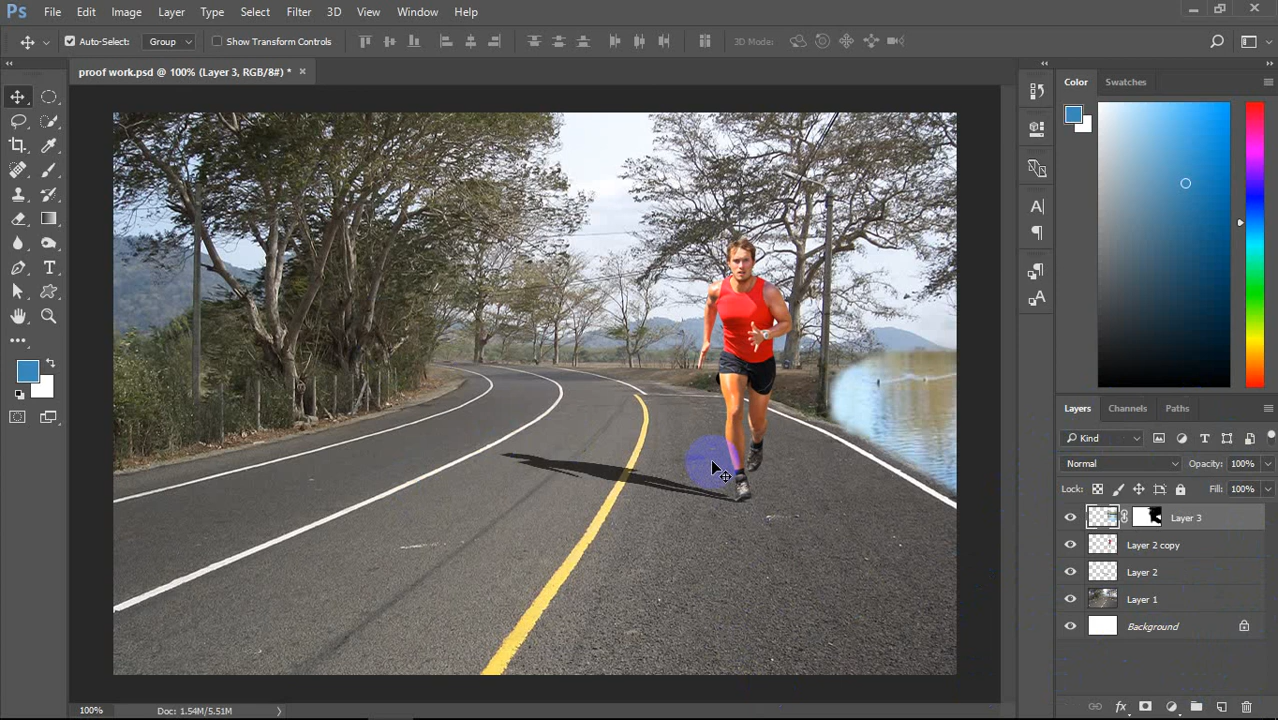 Ps File Edit Image Layer Type Select Filter 3D View Window Help
Auto-Select: Group Show Transform Controls 3D Mode:
proof work.psd @ 100% (Layer 3, RGB/8#) *
Color Swatches
Layers Channels Paths
Kind
Normal Opacity: 100%
Lock: Fill: 100%
Layer 3
Layer 2 copy
Layer 2
Layer 1
Background
100% Doc: 1.54M/5.51M